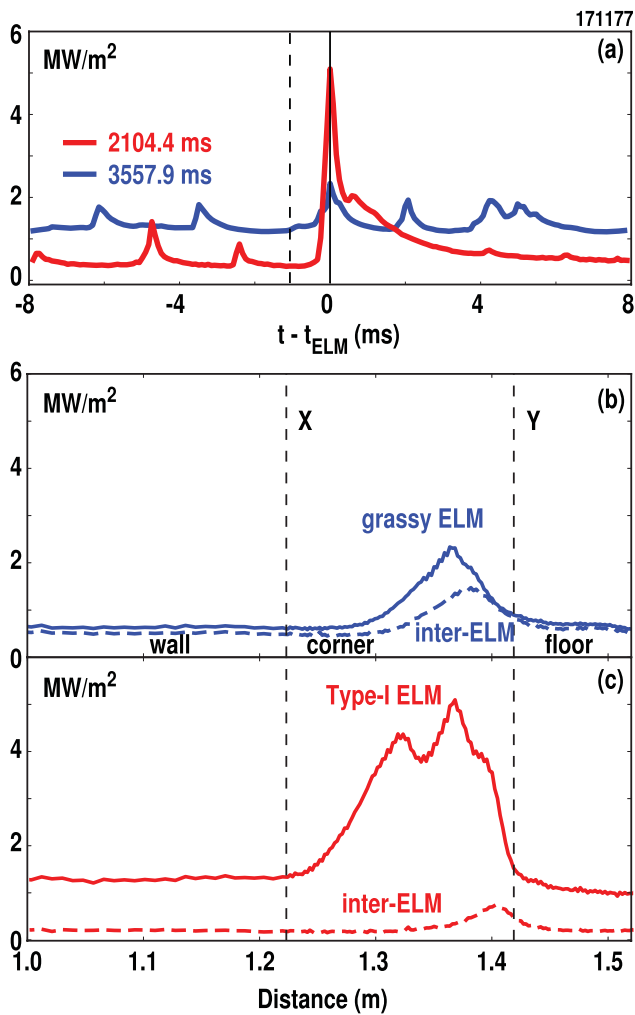 171177
6
MW/m²
(a)
4
2104.4 ms
3557.9 ms
2
0
-8
-4
0
4
8
t - tELM (ms)
6
MW/m²
(b)
X
Y
4
grassy ELM
2
inter-ELM
wall
corner
floor
0
MW/m²
(c)
Type-I ELM
4
2
inter-ELM
0
1.0
1.1
1.2
1.3
1.4
1.5
Distance (m)